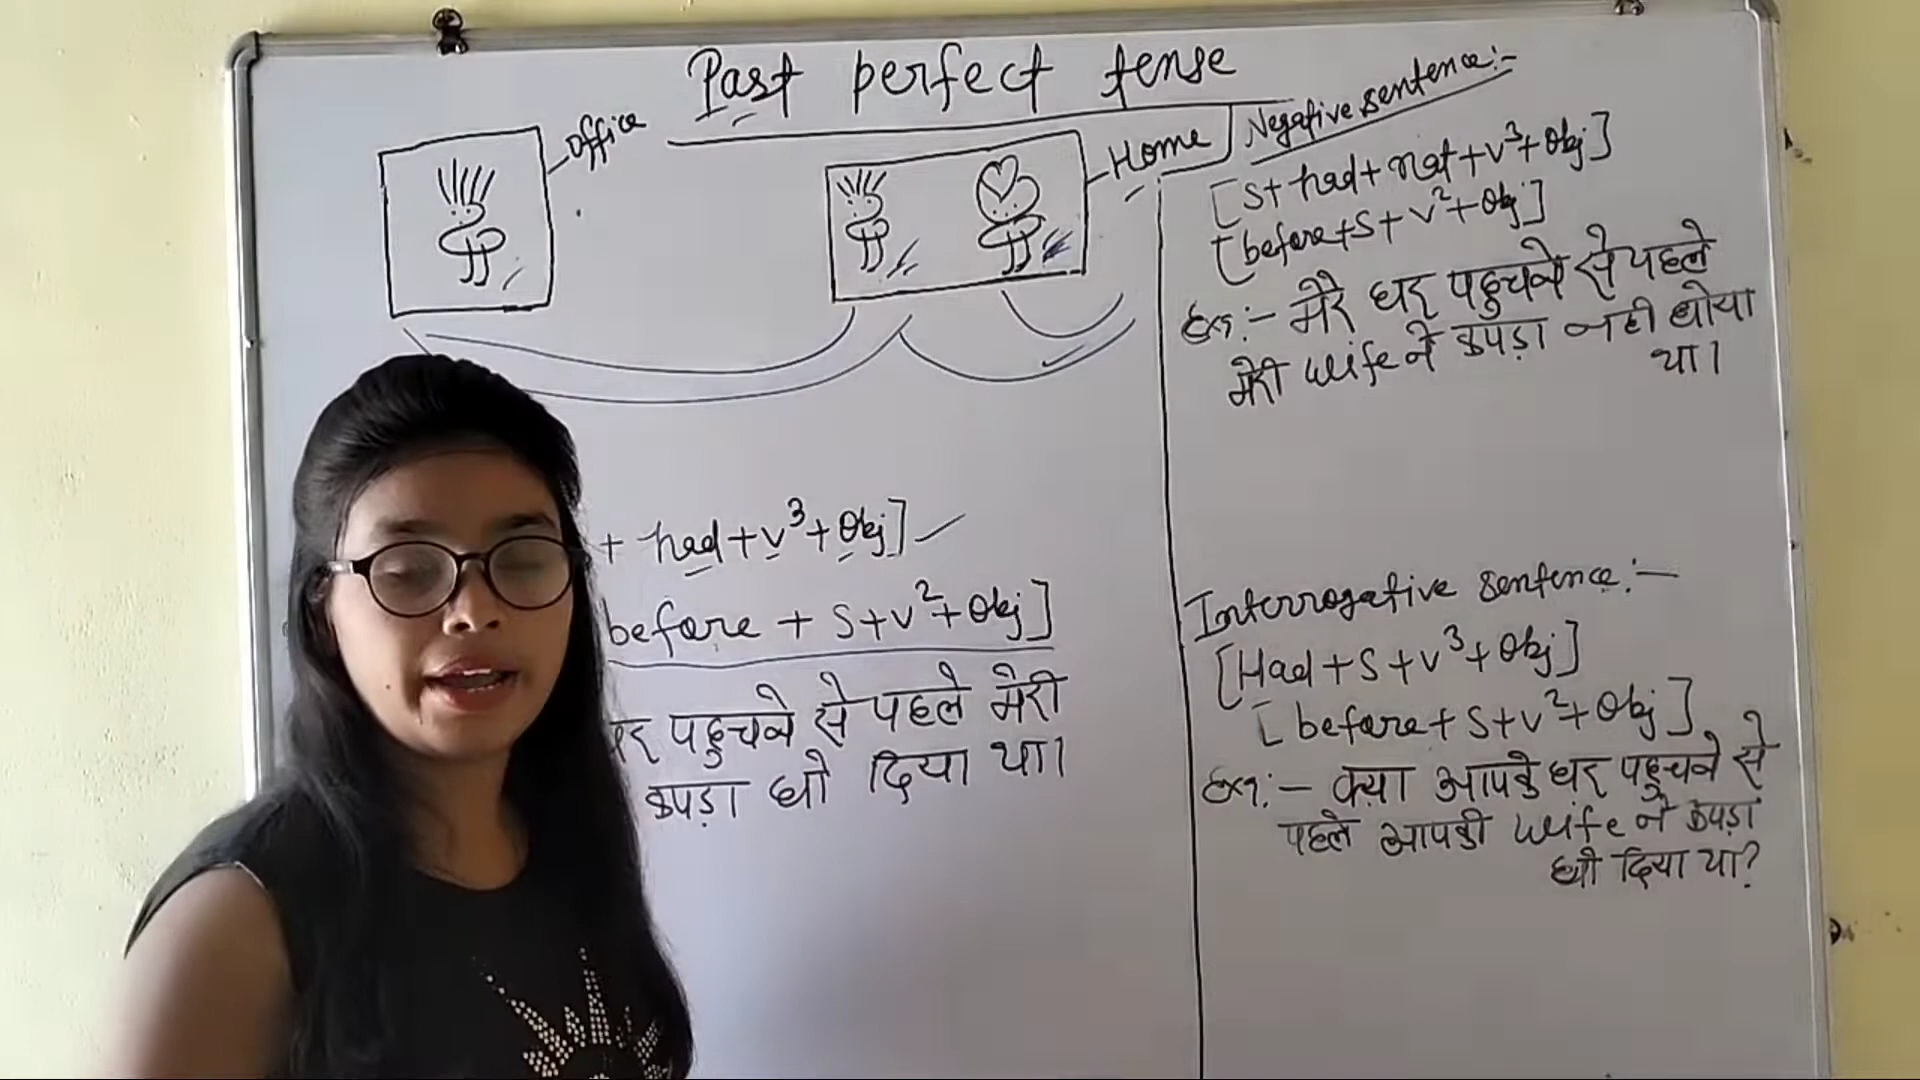 Past perfect tense
office
Home
+ had + v³ + Obj]
before + S + v² + Obj]
पहुचने से पहले मेरी
कपड़ा धो दिया था।
Negative sentence:-
[S + had + not + v³ + Obj]
[before + S + v² + Obj]
Ex:- मेरे घर पहुचने से पहले
मेरी wife ने कपड़ा नही धोया
था।
Interrogative sentence:-
[Had + S + v³ + Obj]
[before + S + v² + Obj]
Ex:- क्या आपके घर पहुचने से
पहले आपकी wife ने कपड़ा
धो दिया था?